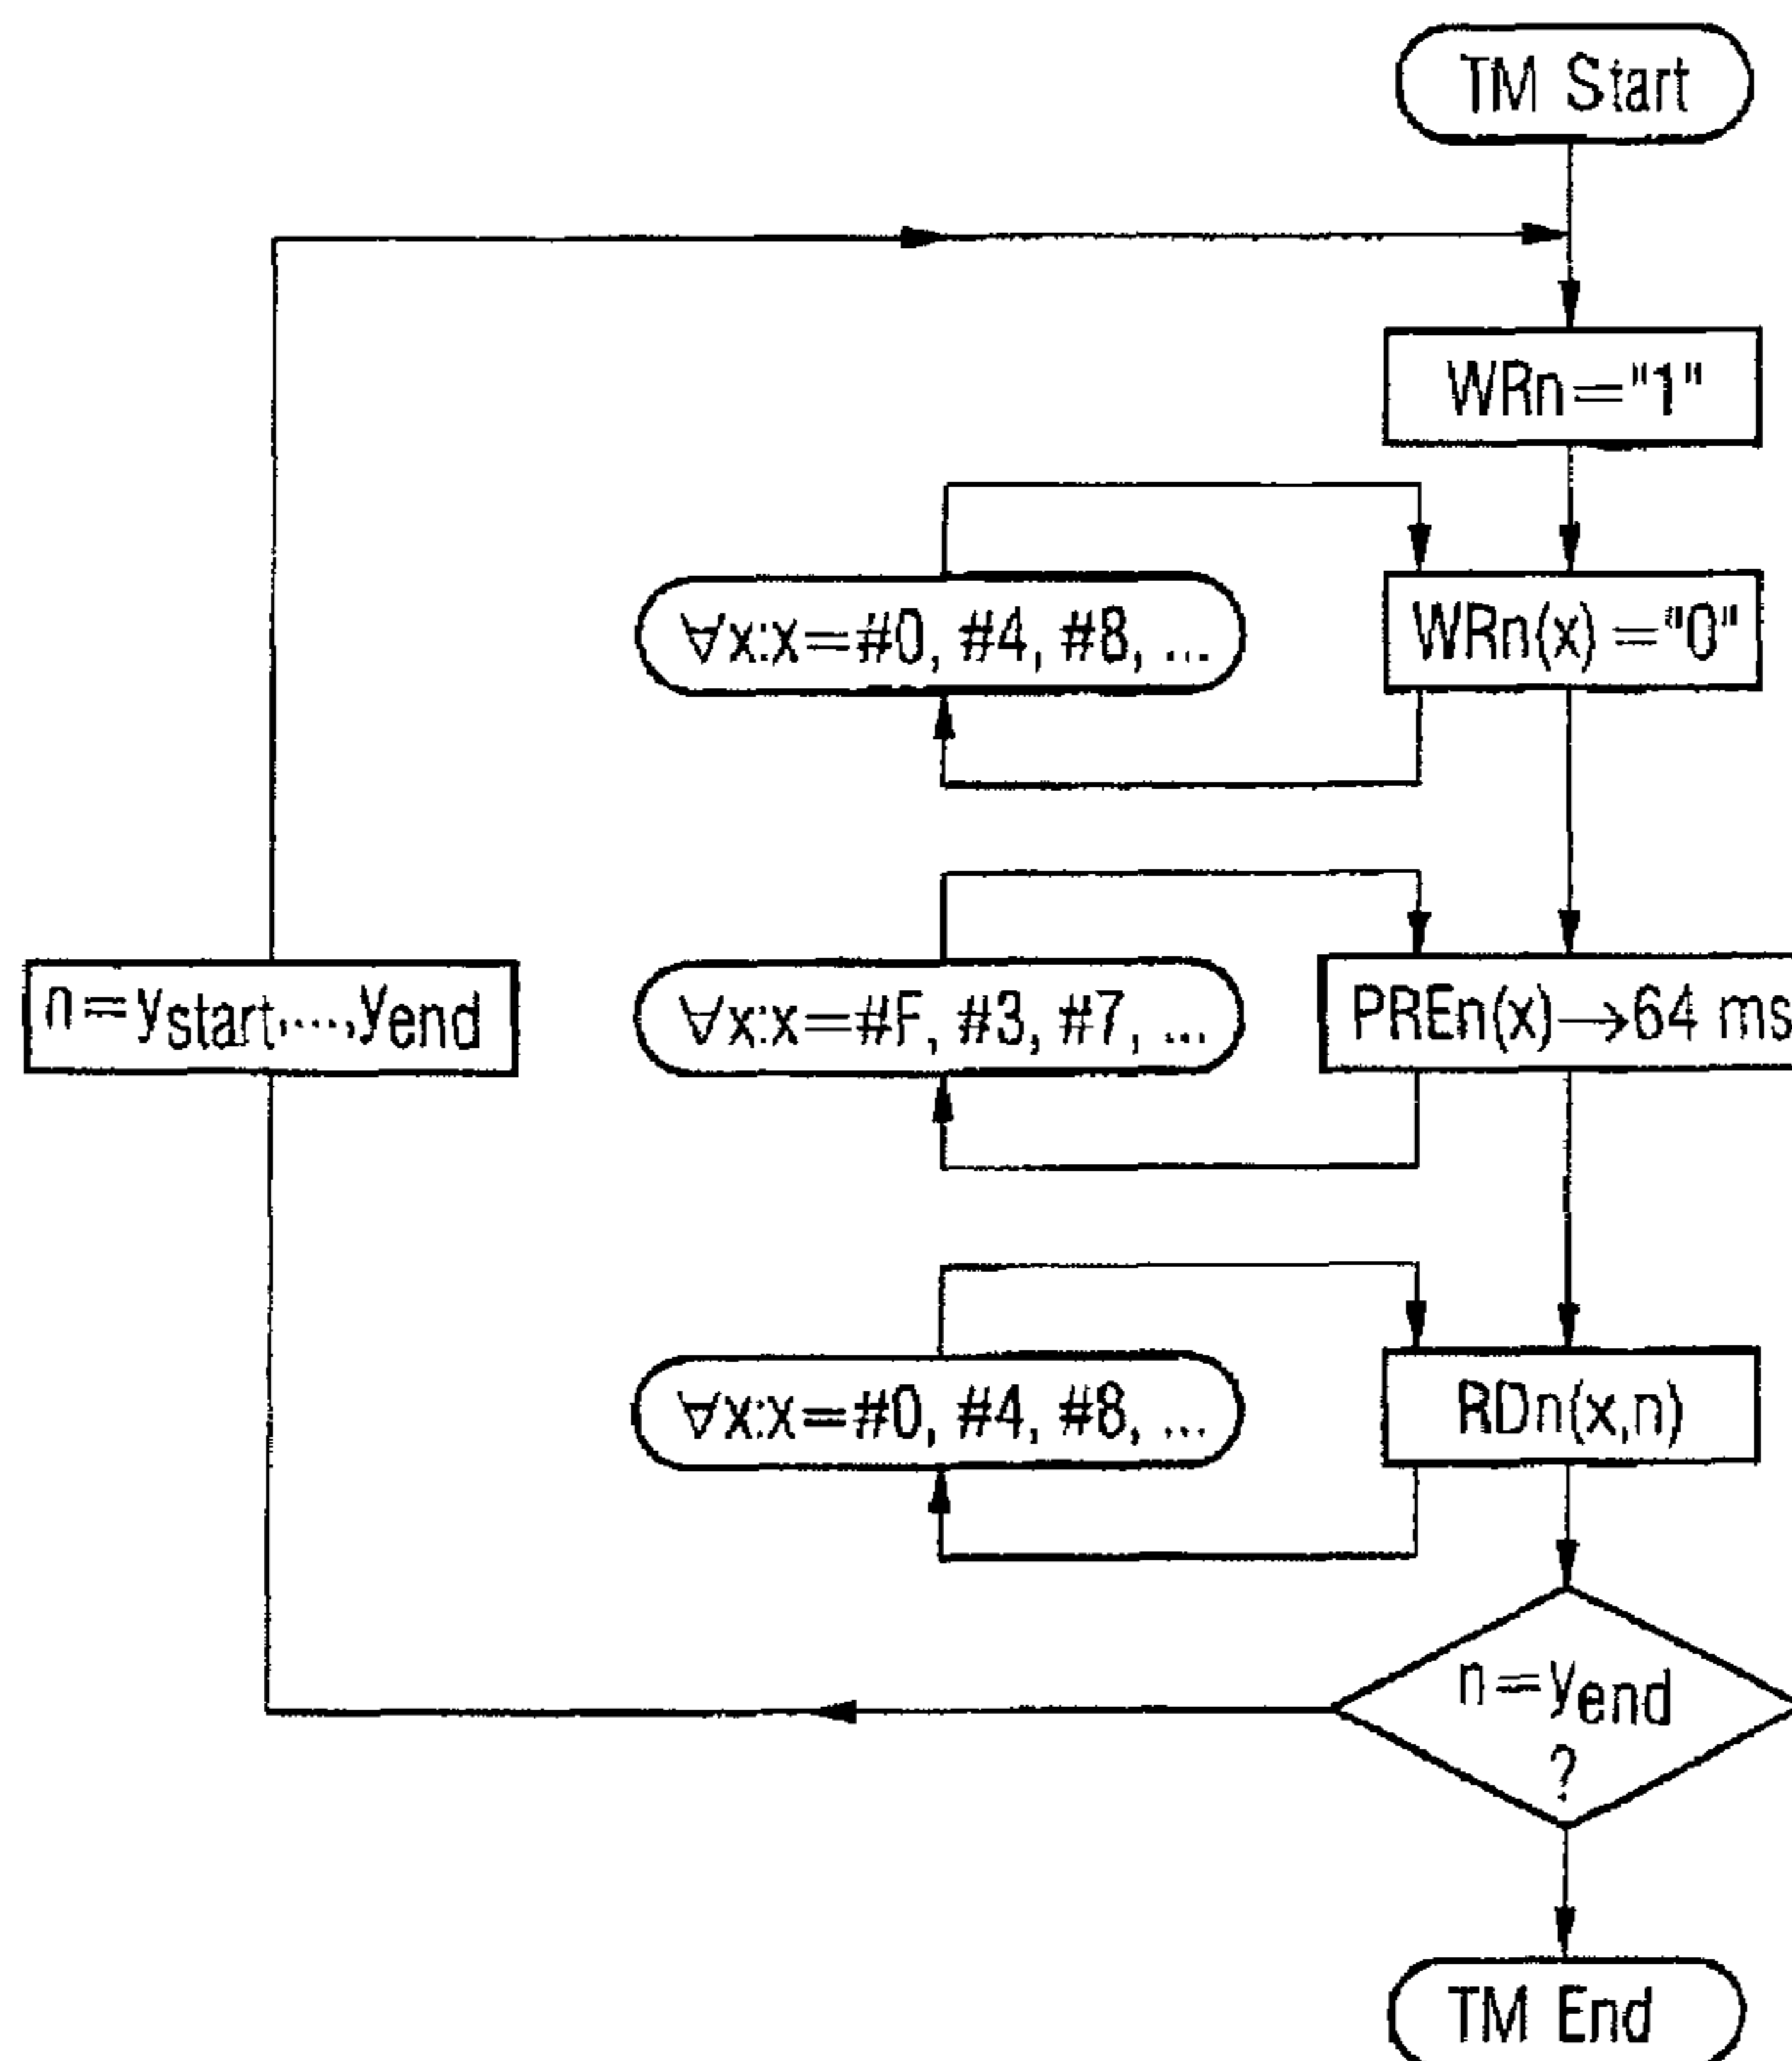 TM Start
WRn="1"
∀x:x=#0, #4, #8, ...
WRn(x)="0"
n=ystart,...,yend
∀x:x=#F, #3, #7, ...
PREn(x)→64 ms
∀x:x=#0, #4, #8, ...
RDn(x,n)
n=yend
?
TM End